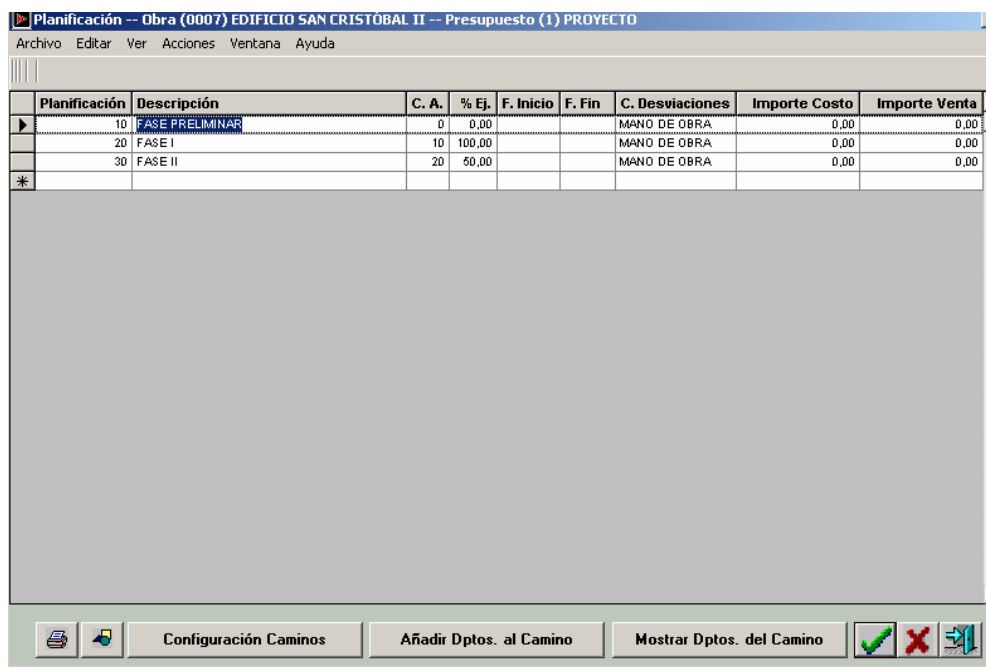 Planificación -- Obra (0007) EDIFICIO SAN CRISTÓBAL II -- Presupuesto (1) PROYECTO
Archivo Editar Ver Acciones Ventana Ayuda
Planificación Descripción C. A. % Ej. F. Inicio F. Fin C. Desviaciones Importe Costo Importe Venta
10 FASE PRELIMINAR 0 0,00 MANO DE OBRA 0,00 0,00
20 FASE I 10 100,00 MANO DE OBRA 0,00 0,00
30 FASE II 20 50,00 MANO DE OBRA 0,00 0,00
Configuración Caminos Añadir Dptos. al Camino Mostrar Dptos. del Camino